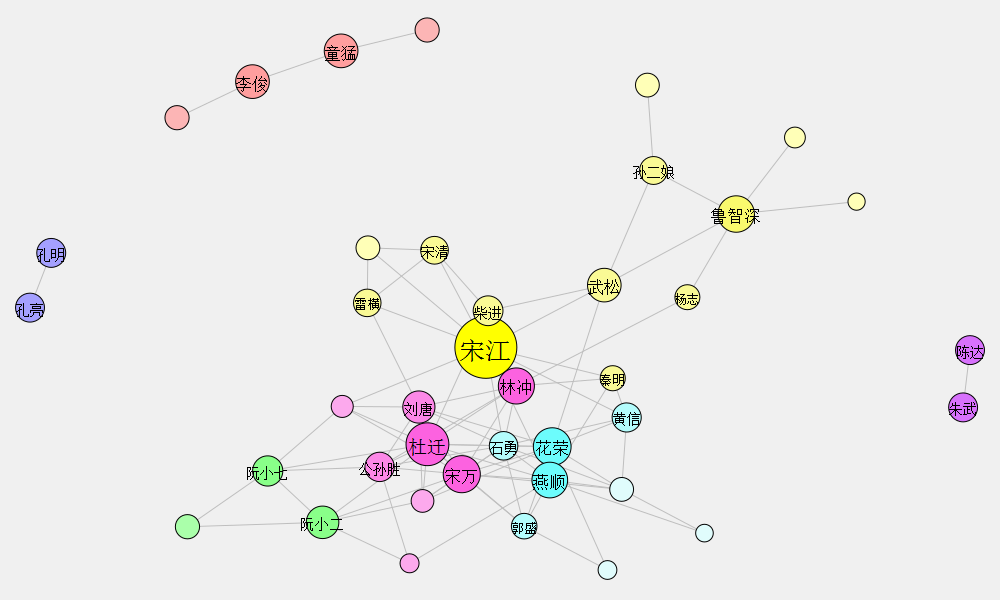 童猛
李俊
孙二娘
鲁智深
孔明
宋清
武松
杨志
雷横
孔亮
柴进
宋江
陈达
林冲
秦明
刘唐
黄信
朱武
杜迁
石勇
花荣
公孙胜
阮小七
宋万
燕顺
阮小二
郭盛